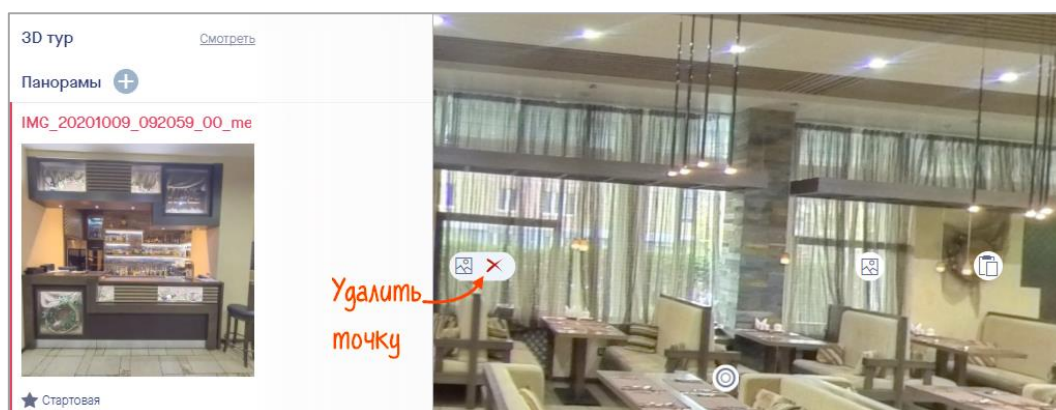 3D тур
Смотреть
Панорамы
IMG_20201009_092059_00_me
Удалить
точку
Стартовая